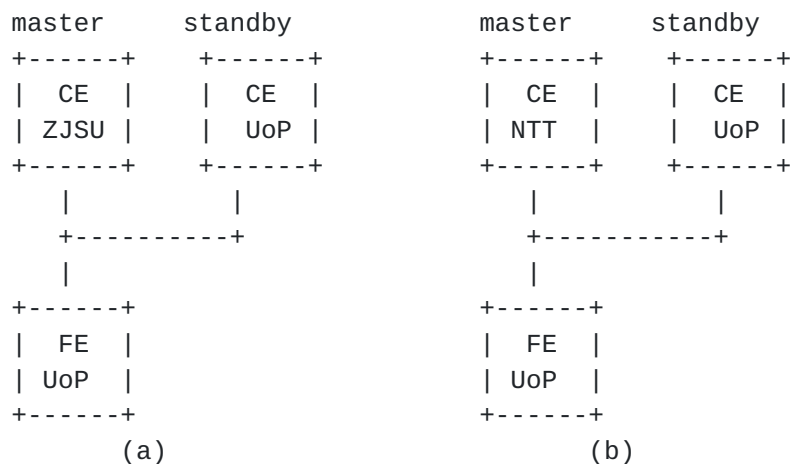 master     standby            master     standby
+------+    +------+          +------+    +------+
|  CE  |    |  CE  |          |  CE  |    |  CE  |
| ZJSU |    |  UoP |          | NTT  |    |  UoP |
+------+    +------+          +------+    +------+
   |          |                  |           |
   +----------+                  +-----------+
   |                             |
+------+                      +------+
|  FE  |                      |  FE  |
| UoP  |                      | UoP  |
+------+                      +------+
       (a)                           (b)